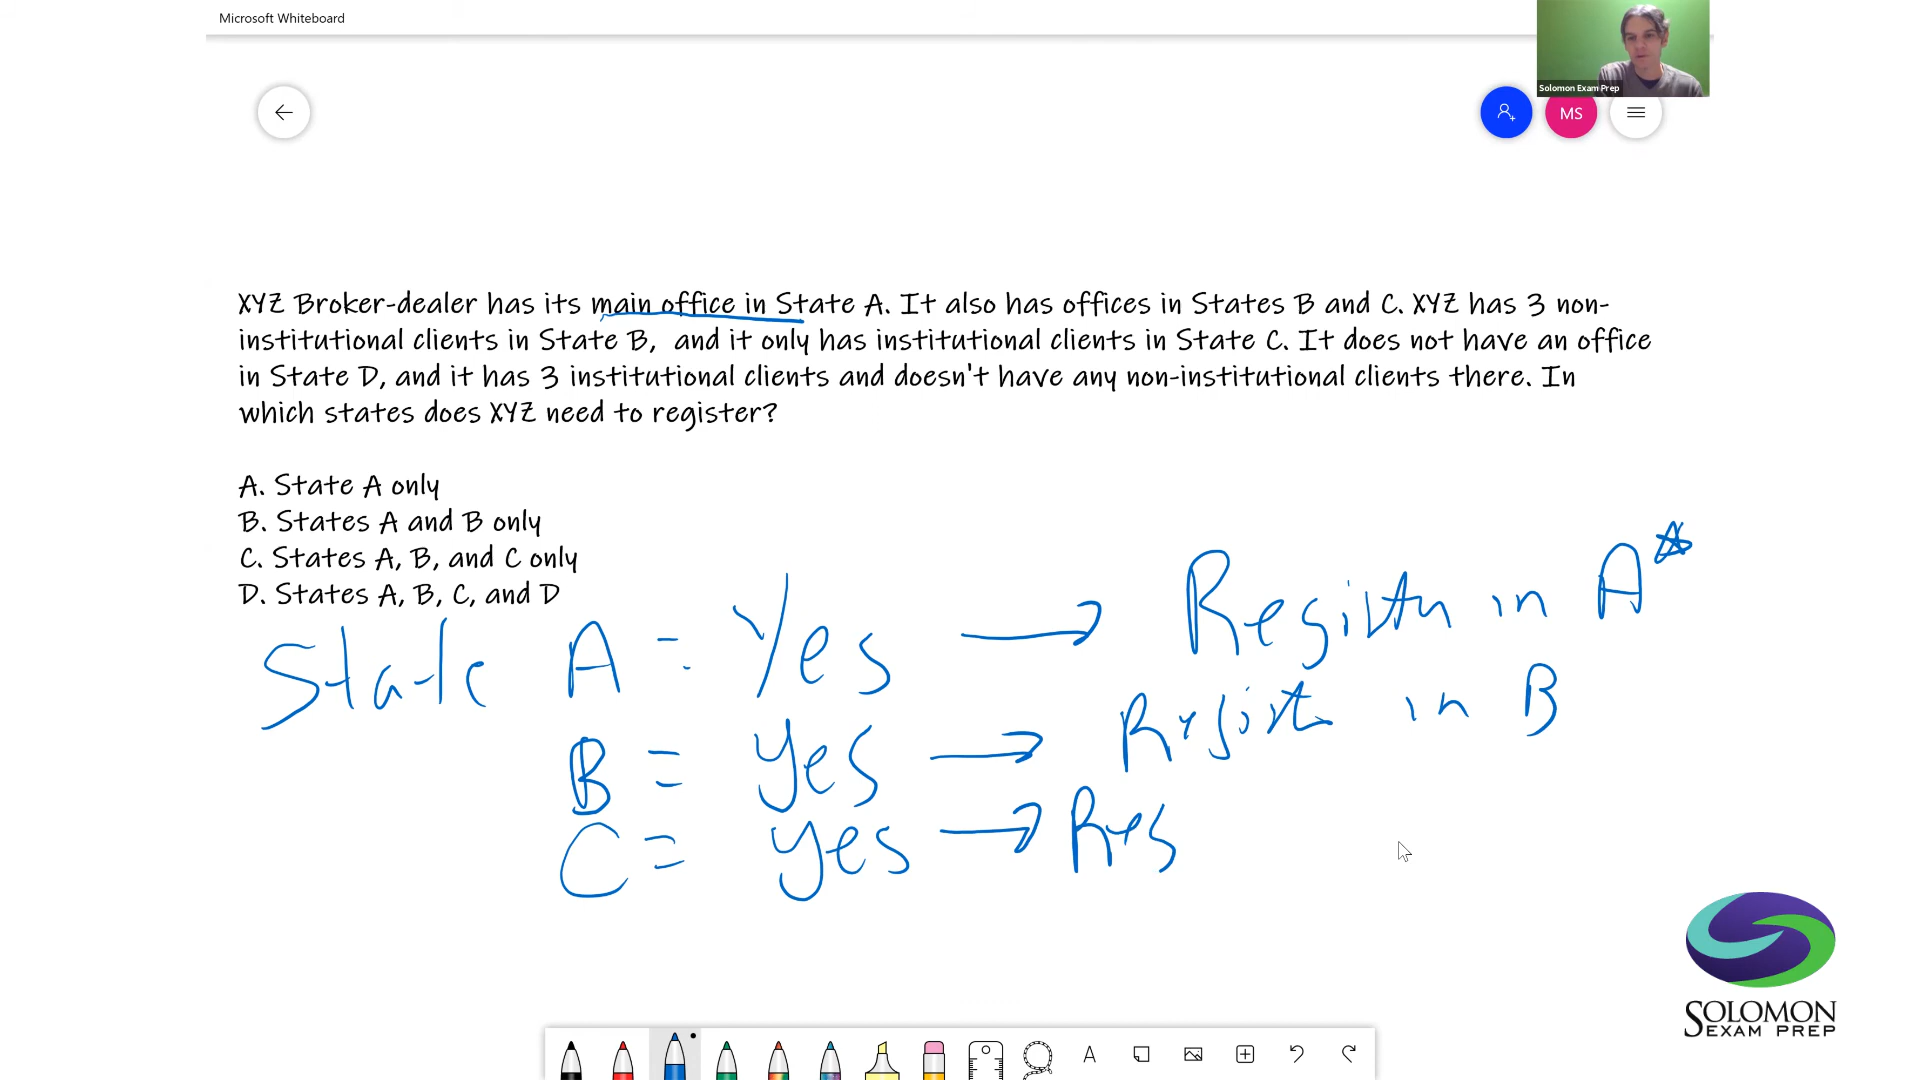 Microsoft Whiteboard
Solomon Exam Prep
MS
XYZ Broker-dealer has its main office in State A. It also has offices in States B and C. XYZ has 3 non-
institutional clients in State B, and it only has institutional clients in State C. It does not have an office
in State D, and it has 3 institutional clients and doesn't have any non-institutional clients there. In
which states does XYZ need to register?
A. State A only
B. States A and B only
C. States A, B, and C only
D. States A, B, C, and D
State A = Yes → Register in A
B = yes → Register in B
C = yes →
SOLOMON
EXAM PREP
A